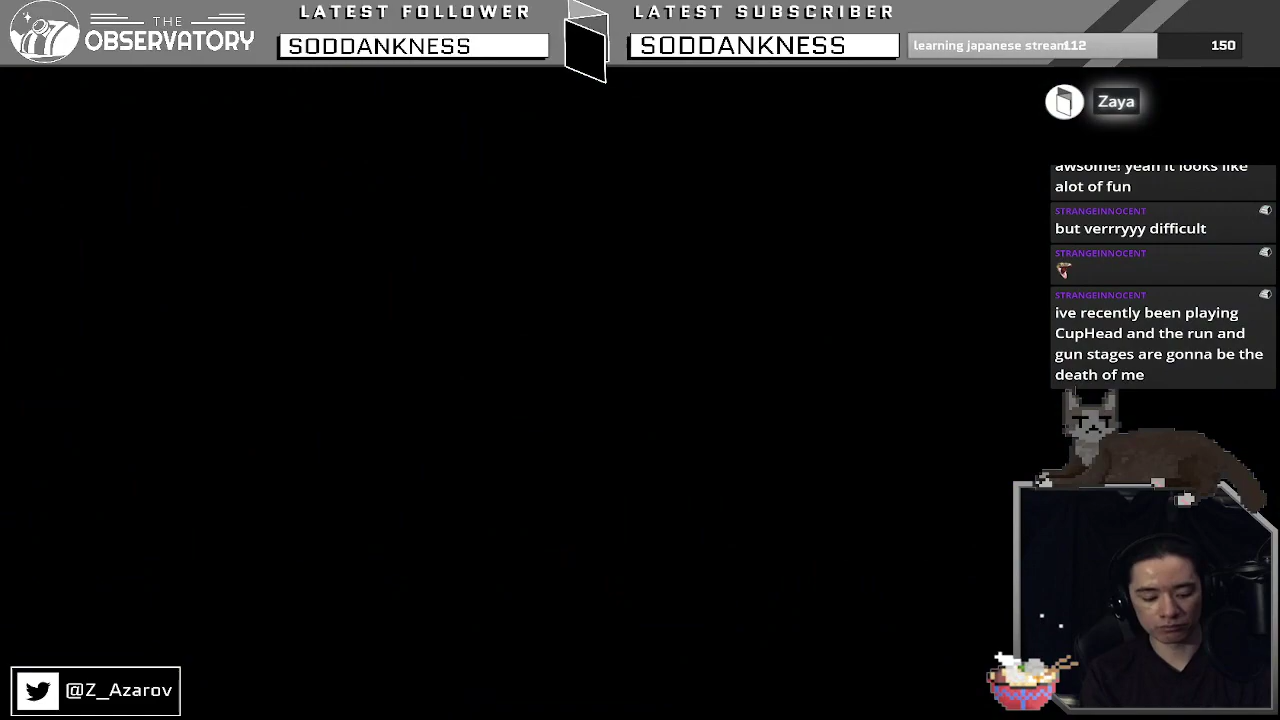 THE
OBSERVATORY
LATEST FOLLOWER
SODDANKNESS
LATEST SUBSCRIBER
SODDANKNESS
learning japanese stream
112
150
Zaya
awsome! yeah it looks like
alot of fun
STRANGEINNOCENT
but verrryyy difficult
STRANGEINNOCENT
STRANGEINNOCENT
ive recently been playing
CupHead and the run and
gun stages are gonna be the
death of me
@Z_Azarov